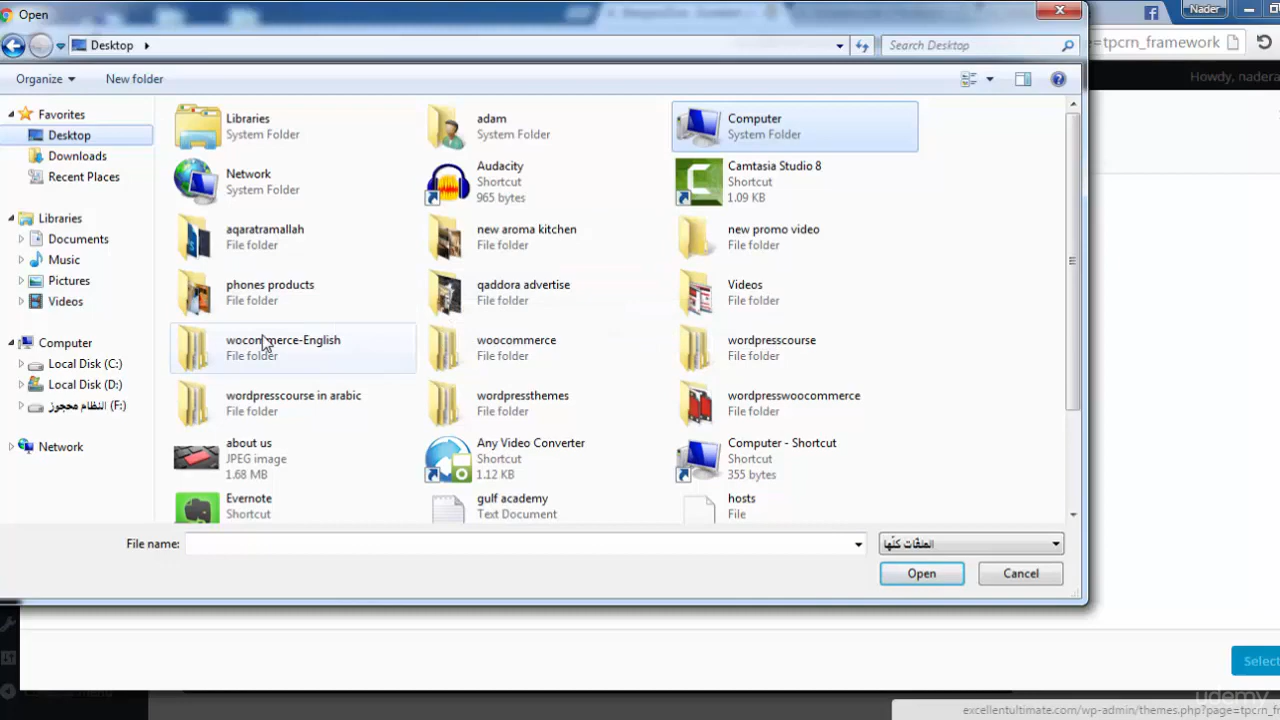 Open
Nader
Desktop
Search Desktop
=tpcrn_framework
Organize
New folder
Howdy, nadera
Favorites
Desktop
Downloads
Recent Places
Libraries
Documents
Music
Pictures
Videos
Computer
Local Disk (C:)
Local Disk (D:)
النظام محجوز (F:)
Network
Libraries
System Folder
adam
System Folder
Computer
System Folder
Network
System Folder
Audacity
Shortcut
965 bytes
Camtasia Studio 8
Shortcut
1.09 KB
aqaratramallah
File folder
new aroma kitchen
File folder
new promo video
File folder
phones products
File folder
qaddora advertise
File folder
Videos
File folder
wocommerce-English
File folder
woocommerce
File folder
wordpresscourse
File folder
wordpresscourse in arabic
File folder
wordpressthemes
File folder
wordpresswoocommerce
File folder
about us
JPEG image
1.68 MB
Any Video Converter
Shortcut
1.12 KB
Computer - Shortcut
Shortcut
355 bytes
Evernote
Shortcut
gulf academy
Text Document
hosts
File
File name:
الملفات كلّها
Open
Cancel
Select
udemy
excellentultimate.com/wp-admin/themes.php?page=tpcrn_fr